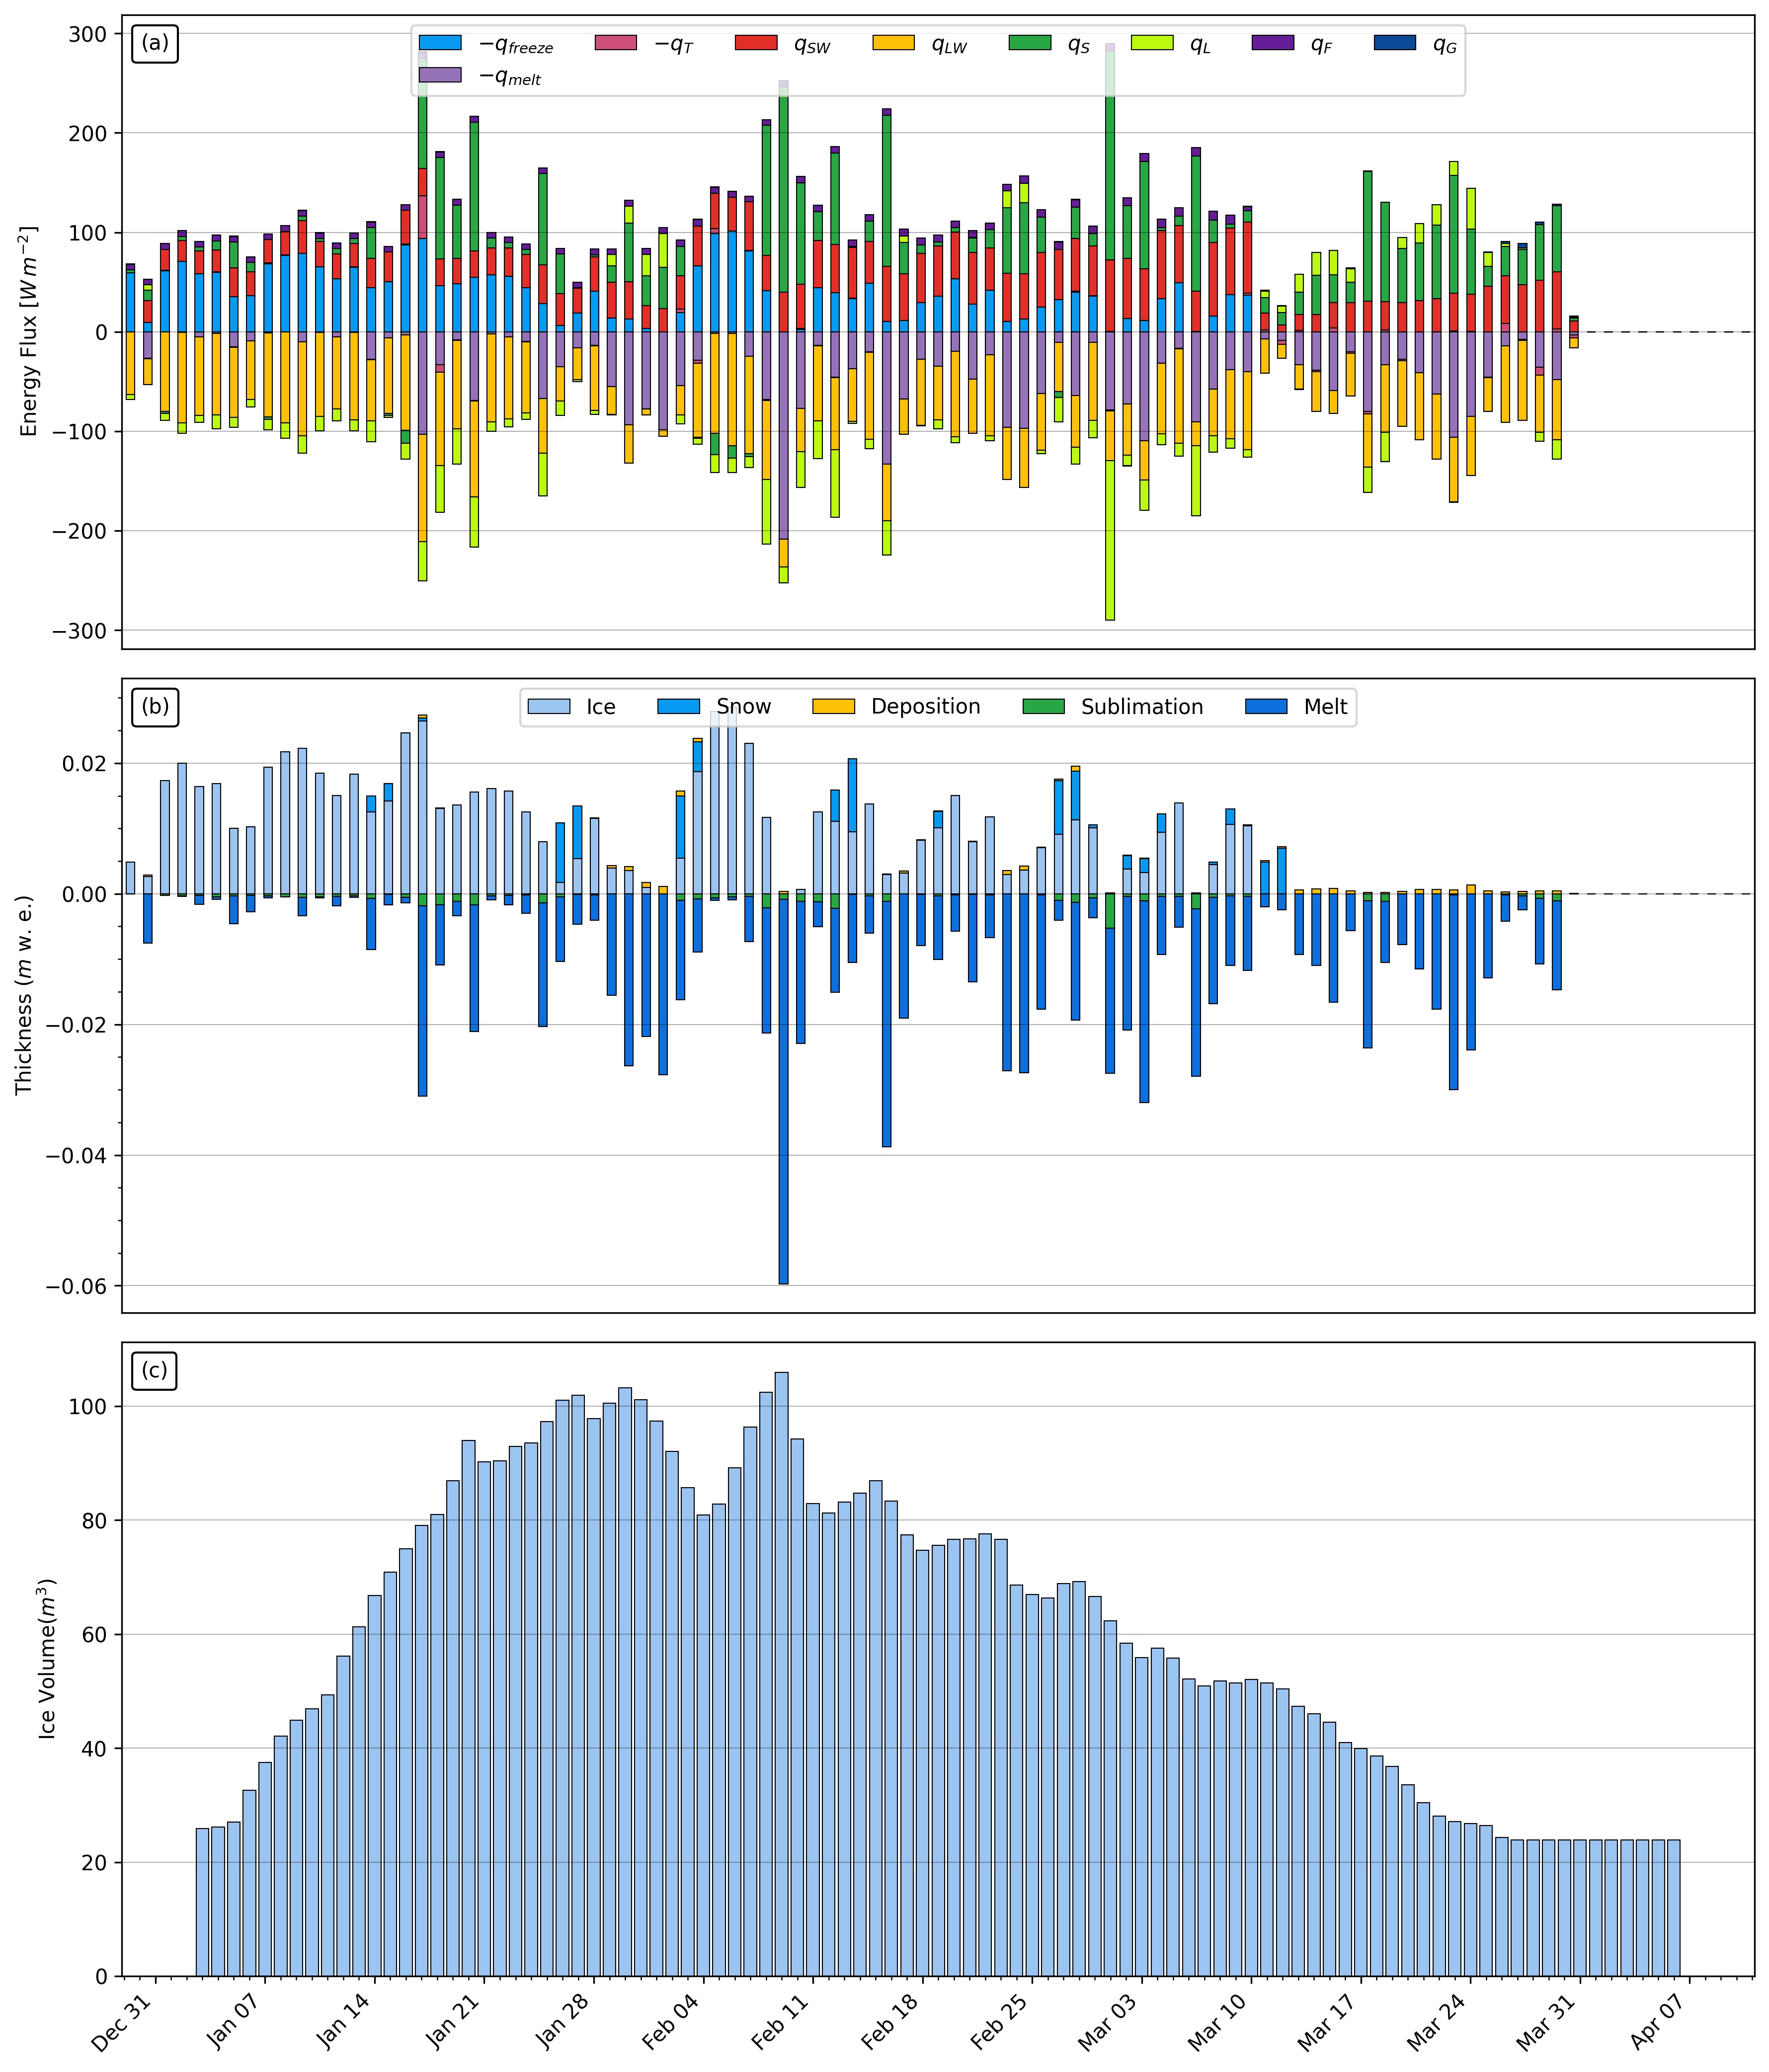 (a)
−q_freeze −q_T q_SW q_LW q_S q_L q_F q_G
−q_melt
Energy Flux [W m⁻²]
300
200
100
0
−100
−200
−300
(b)
Ice Snow Deposition Sublimation Melt
Thickness (m w. e.)
0.02
0.00
−0.02
−0.04
−0.06
(c)
Ice Volume(m³)
100
80
60
40
20
0
Dec 31 Jan 07 Jan 14 Jan 21 Jan 28 Feb 04 Feb 11 Feb 18 Feb 25 Mar 03 Mar 10 Mar 17 Mar 24 Mar 31 Apr 07